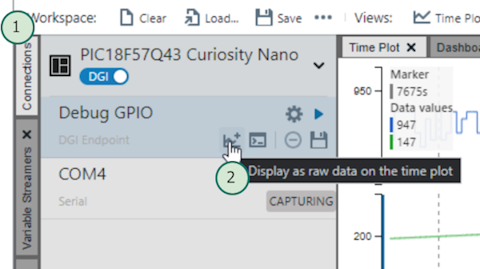 Workspace: Clear Load... Save ... Views: Time Plo
1
Connections
Variable Streamers
PIC18F57Q43 Curiosity Nano
DGI
Debug GPIO
DGI Endpoint
2
Display as raw data on the time plot
COM4
Serial
CAPTURING
Time Plot Dashbo
950
Marker
7675s
Data values
947
147
200